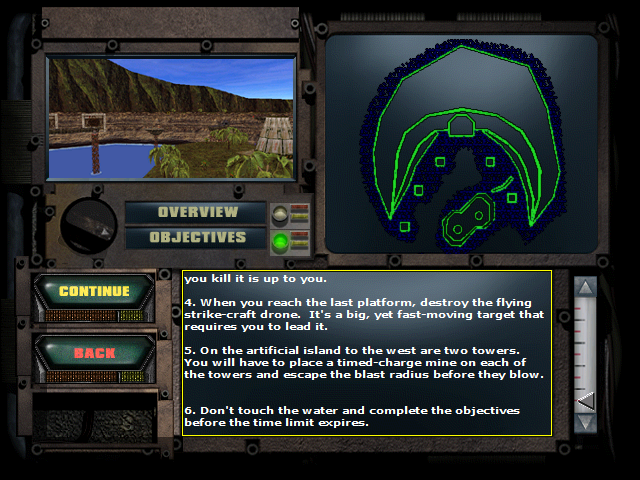 OVERVIEW
OBJECTIVES
CONTINUE
BACK
you kill it is up to you.
4. When you reach the last platform, destroy the flying
strike-craft drone.  It's a big, yet fast-moving target that
requires you to lead it.
5. On the artificial island to the west are two towers.
You will have to place a timed-charge mine on each of
the towers and escape the blast radius before they blow.
6. Don't touch the water and complete the objectives
before the time limit expires.